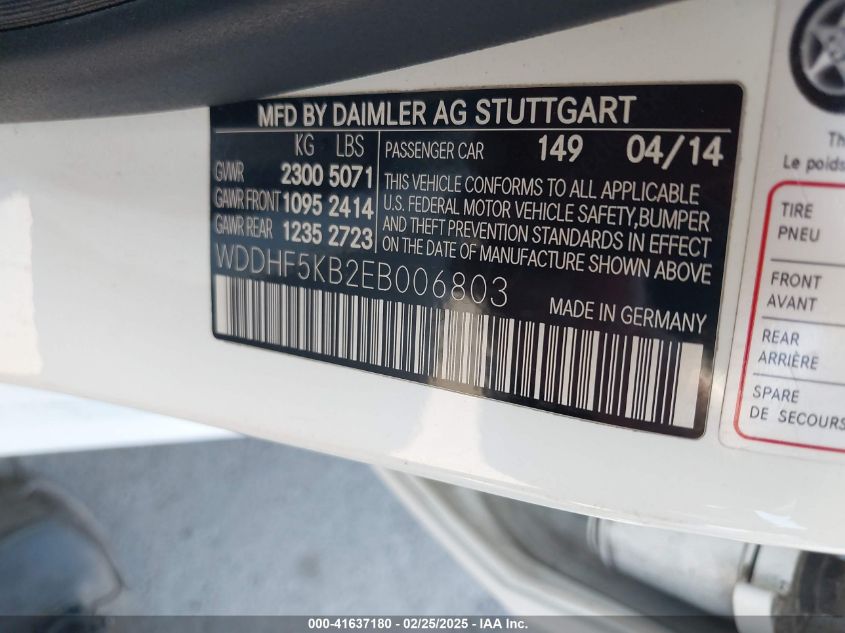 MFD BY DAIMLER AG STUTTGART
KG LBS
GVWR 2300 5071
GAWR FRONT 1095 2414
GAWR REAR 1235 2723
PASSENGER CAR 149 04/14
THIS VEHICLE CONFORMS TO ALL APPLICABLE
U.S. FEDERAL MOTOR VEHICLE SAFETY, BUMPER
AND THEFT PREVENTION STANDARDS IN EFFECT
ON THE DATE OF MANUFACTURE SHOWN ABOVE
WDDHF5KB2EB006803
MADE IN GERMANY
Th
Le poids
TIRE
PNEU
FRONT
AVANT
REAR
ARRIÈRE
SPARE
DE SECOURS
000-41637180 - 02/25/2025 - IAA Inc.